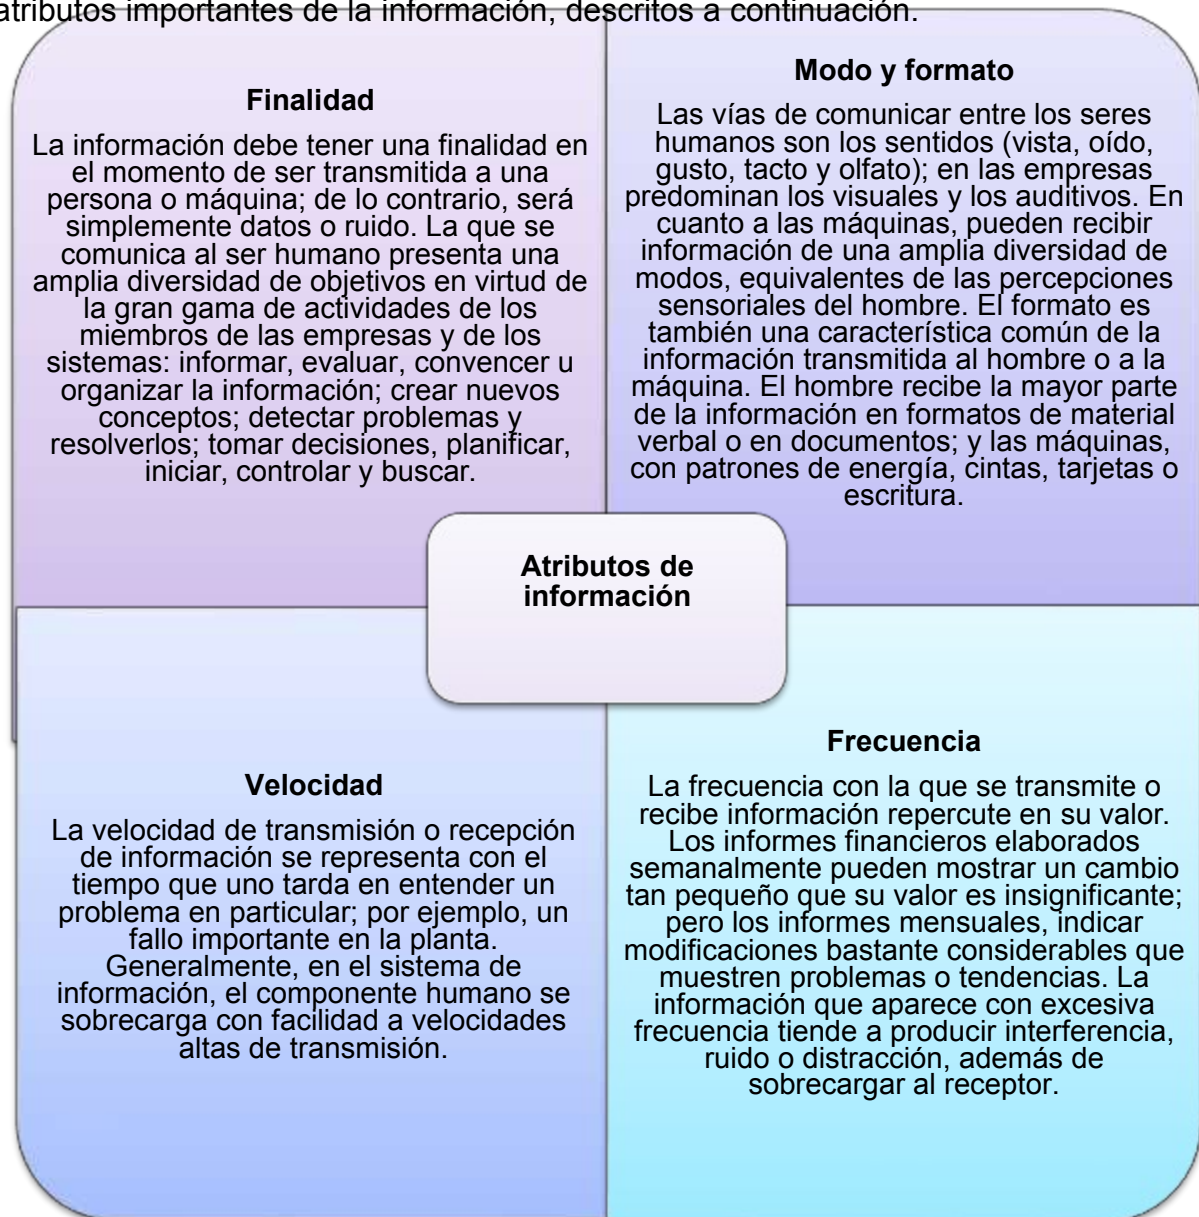 atributos importantes de la información, descritos a continuación.
Finalidad
La información debe tener una finalidad en
el momento de ser transmitida a una
persona o máquina; de lo contrario, será
simplemente datos o ruido. La que se
comunica al ser humano presenta una
amplia diversidad de objetivos en virtud de
la gran gama de actividades de los
miembros de las empresas y de los
sistemas: informar, evaluar, convencer u
organizar la información; crear nuevos
conceptos; detectar problemas y
resolverlos; tomar decisiones, planificar,
iniciar, controlar y buscar.
Modo y formato
Las vías de comunicar entre los seres
humanos son los sentidos (vista, oído,
gusto, tacto y olfato); en las empresas
predominan los visuales y los auditivos. En
cuanto a las máquinas, pueden recibir
información de una amplia diversidad de
modos, equivalentes de las percepciones
sensoriales del hombre. El formato es
también una característica común de la
información transmitida al hombre o a la
máquina. El hombre recibe la mayor parte
de la información en formatos de material
verbal o en documentos; y las máquinas,
con patrones de energía, cintas, tarjetas o
escritura.
Atributos de
información
Velocidad
La velocidad de transmisión o recepción
de información se representa con el
tiempo que uno tarda en entender un
problema en particular; por ejemplo, un
fallo importante en la planta.
Generalmente, en el sistema de
información, el componente humano se
sobrecarga con facilidad a velocidades
altas de transmisión.
Frecuencia
La frecuencia con la que se transmite o
recibe información repercute en su valor.
Los informes financieros elaborados
semanalmente pueden mostrar un cambio
tan pequeño que su valor es insignificante;
pero los informes mensuales, indicar
modificaciones bastante considerables que
muestren problemas o tendencias. La
información que aparece con excesiva
frecuencia tiende a producir interferencia,
ruido o distracción, además de
sobrecargar al receptor.